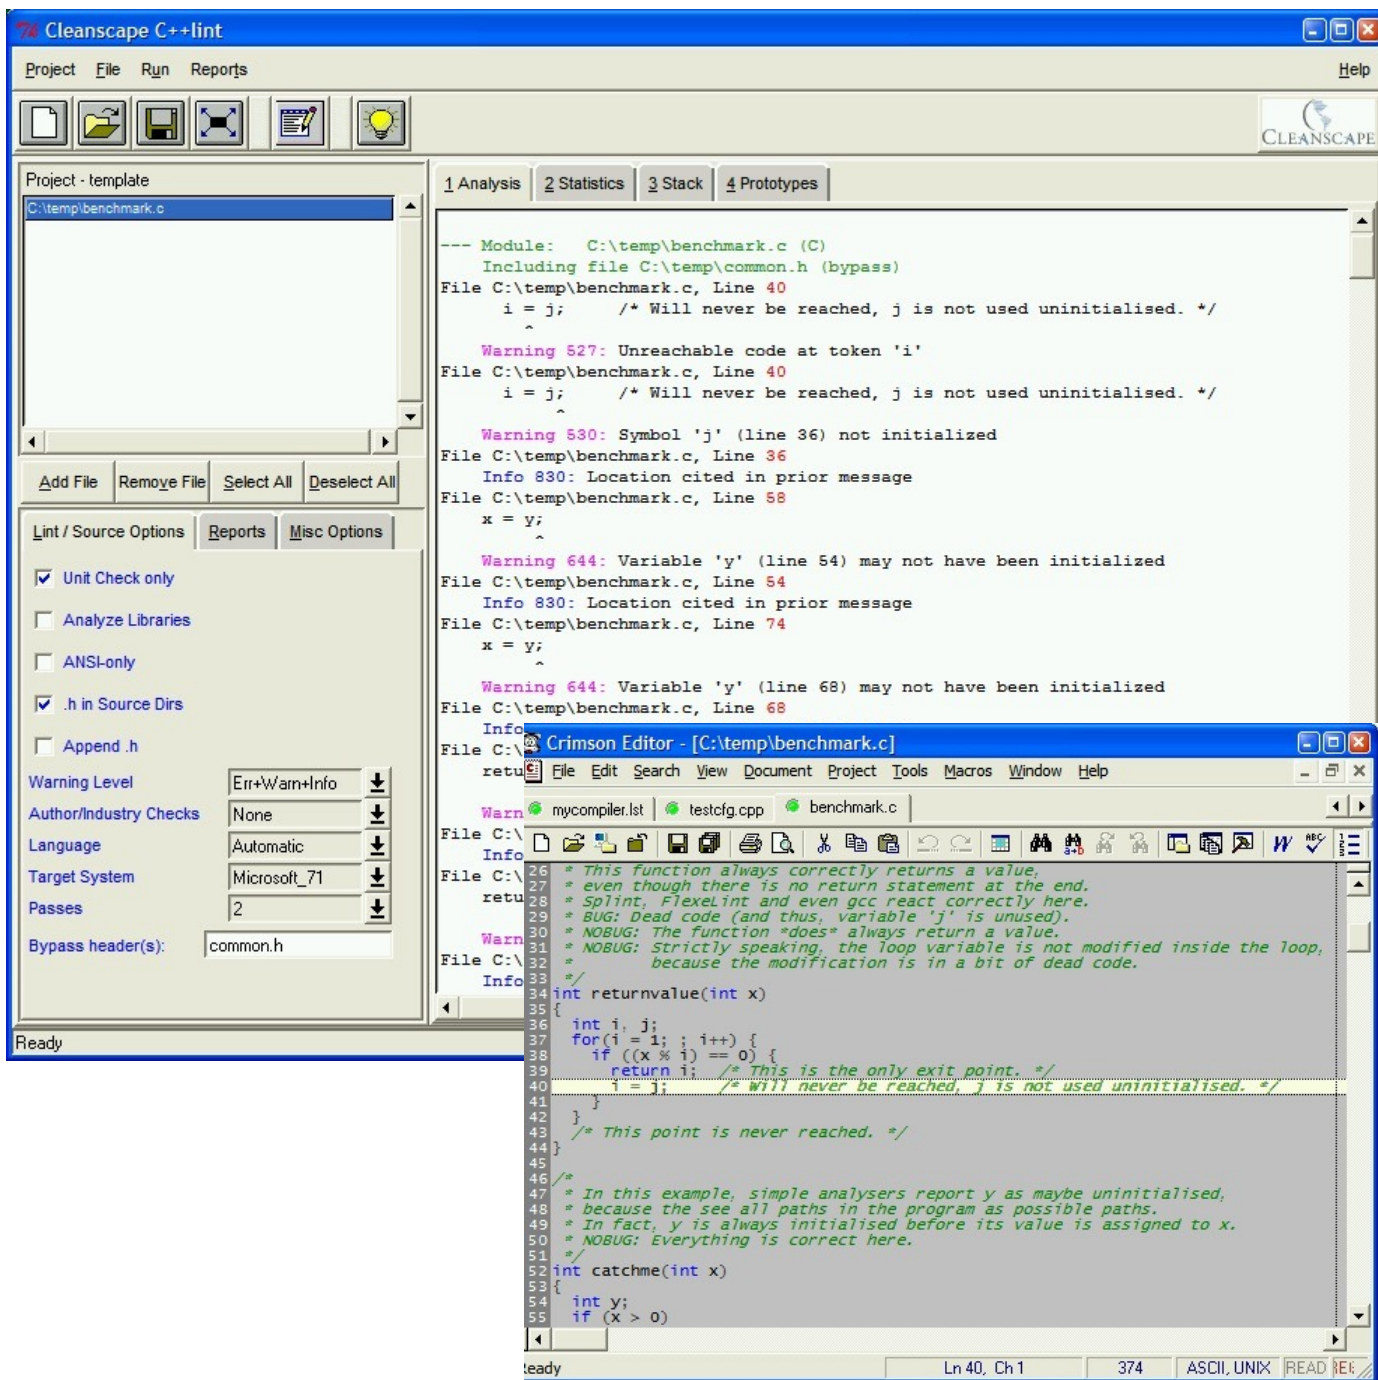 Cleanscape C++lint
Project File Run Reports Help
CLEANSCAPE
Project - template
C:\temp\benchmark.c
Add File Remove File Select All Deselect All
Lint / Source Options Reports Misc Options
Unit Check only
Analyze Libraries
ANSI-only
.h in Source Dirs
Append .h
Warning Level Err+Warn+Info
Author/Industry Checks None
Language Automatic
Target System Microsoft_71
Passes 2
Bypass header(s): common.h
Ready
1 Analysis 2 Statistics 3 Stack 4 Prototypes
--- Module:   C:\temp\benchmark.c (C)
    Including file C:\temp\common.h (bypass)
File C:\temp\benchmark.c, Line 40
      i = j;     /* Will never be reached, j is not used uninitialised. */
        ^
    Warning 527: Unreachable code at token 'i'
File C:\temp\benchmark.c, Line 40
      i = j;     /* Will never be reached, j is not used uninitialised. */
           ^
    Warning 530: Symbol 'j' (line 36) not initialized
File C:\temp\benchmark.c, Line 36
    Info 830: Location cited in prior message
File C:\temp\benchmark.c, Line 58
    x = y;
         ^
    Warning 644: Variable 'y' (line 54) may not have been initialized
File C:\temp\benchmark.c, Line 54
    Info 830: Location cited in prior message
File C:\temp\benchmark.c, Line 74
    x = y;
         ^
    Warning 644: Variable 'y' (line 68) may not have been initialized
File C:\temp\benchmark.c, Line 68
    Info
File C:\
    retu
    Warn
File C:\
    Info
File C:\
    retu
    Warn
File C:\
    Info
Crimson Editor - [C:\temp\benchmark.c]
File Edit Search View Document Project Tools Macros Window Help
mycompiler.lst testcfg.cpp benchmark.c
26  * This function always correctly returns a value,
27  * even though there is no return statement at the end.
28  * Splint, FlexeLint and even gcc react correctly here.
29  * BUG: Dead code (and thus, variable 'j' is unused).
30  * NOBUG: The function *does* always return a value.
31  * NOBUG: Strictly speaking, the loop variable is not modified inside the loop,
32  *        because the modification is in a bit of dead code.
33  */
34 int returnvalue(int x)
35 {
36   int i, j;
37   for(i = 1; ; i++) {
38     if ((x % i) == 0) {
39       return i;  /* This is the only exit point. */
40       i = j;     /* Will never be reached, j is not used uninitialised. */
41     }
42   }
43   /* This point is never reached. */
44 }
45
46 /*
47  * In this example, simple analysers report y as maybe uninitialised,
48  * because the see all paths in the program as possible paths.
49  * In fact, y is always initialised before its value is assigned to x.
50  * NOBUG: Everything is correct here.
51  */
52 int catchme(int x)
53 {
54   int y;
55   if (x > 0)
Ln 40, Ch 1 374 ASCII, UNIX READ